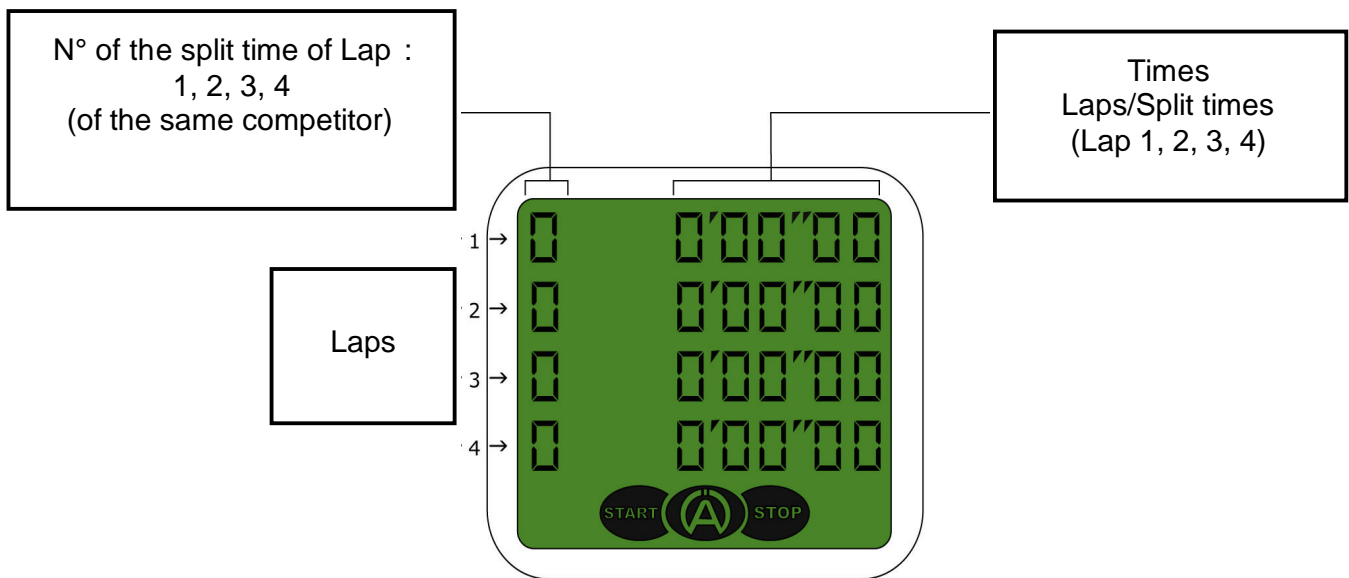 N° of the split time of Lap :
1, 2, 3, 4
(of the same competitor)
Times
Laps/Split times
(Lap 1, 2, 3, 4)
Laps
1 → 0 0'00"00
2 → 0 0'00"00
3 → 0 0'00"00
4 → 0 0'00"00
START A STOP